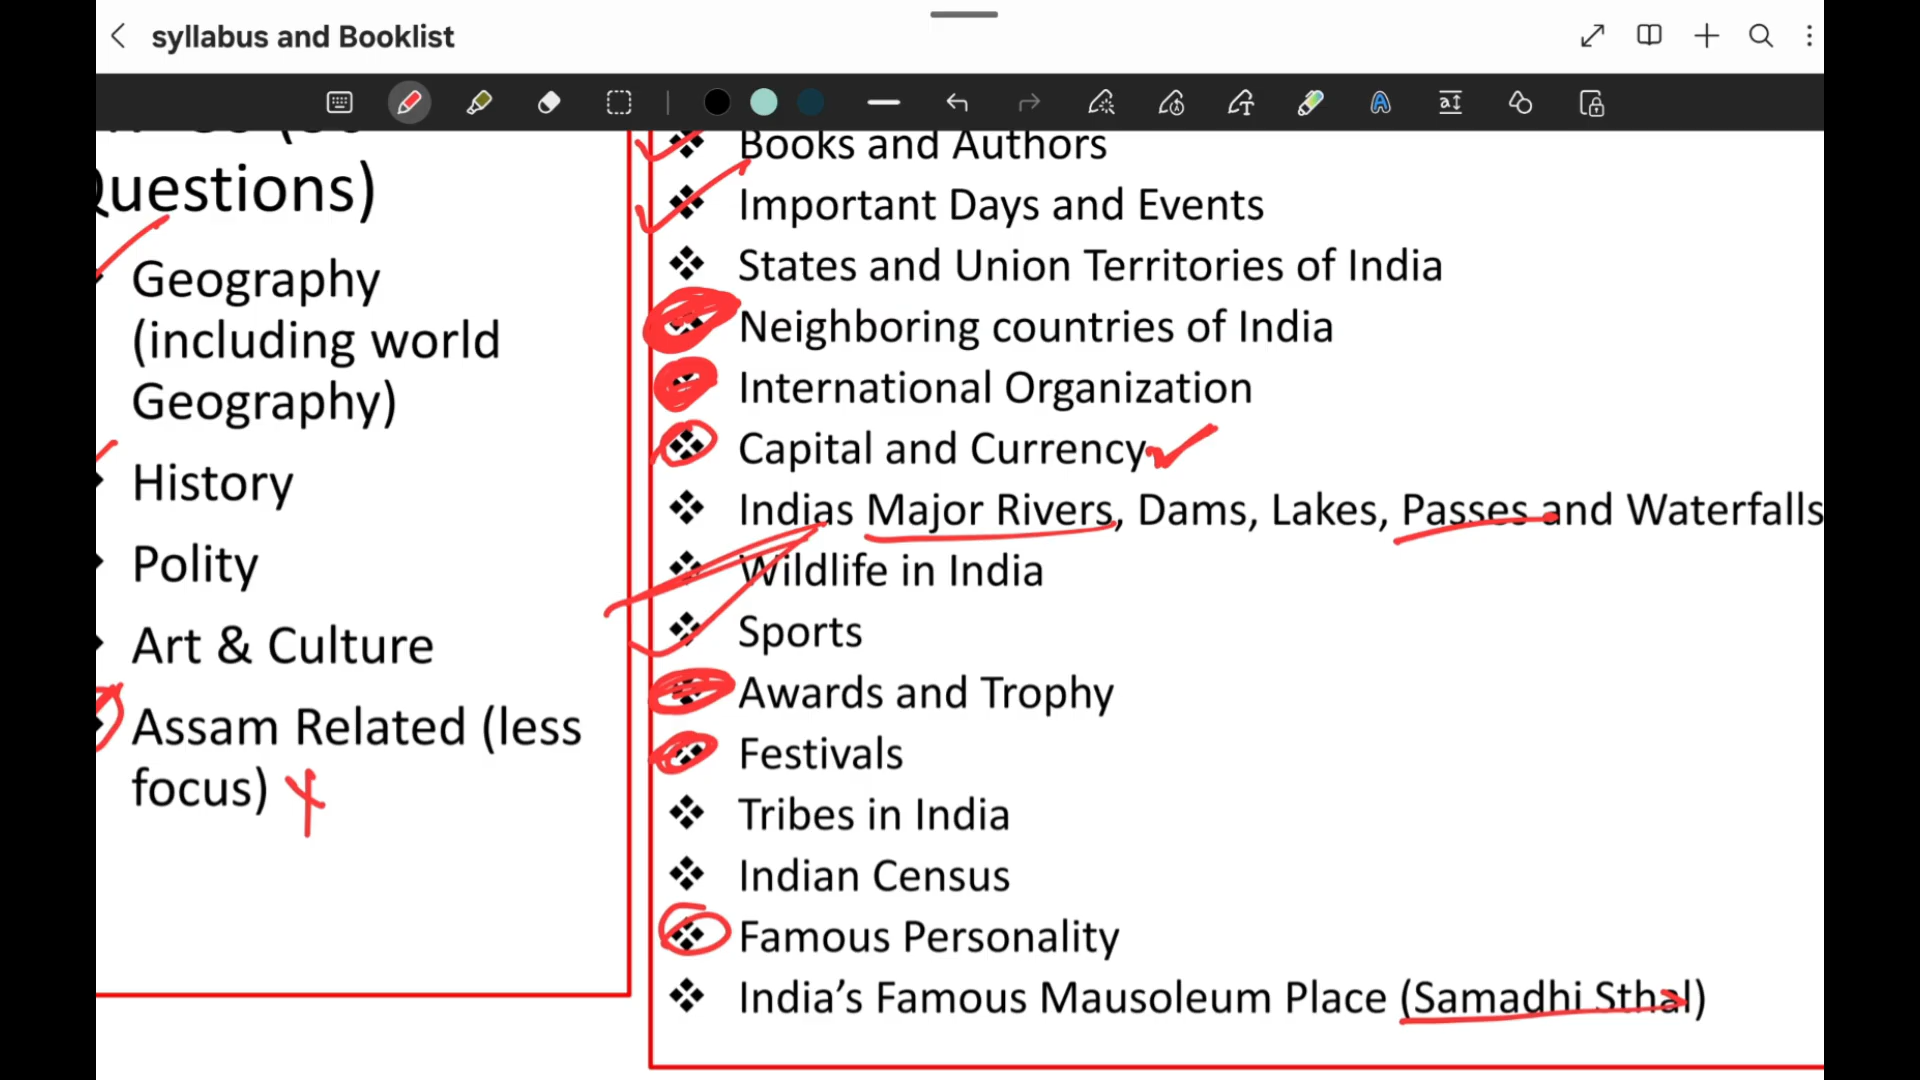 syllabus and Booklist
Questions)
Geography
(including world
Geography)
History
Polity
Art & Culture
Assam Related (less
focus)
Books and Authors
Important Days and Events
States and Union Territories of India
Neighboring countries of India
International Organization
Capital and Currency
Indias Major Rivers, Dams, Lakes, Passes and Waterfalls
Wildlife in India
Sports
Awards and Trophy
Festivals
Tribes in India
Indian Census
Famous Personality
India’s Famous Mausoleum Place (Samadhi Sthal)